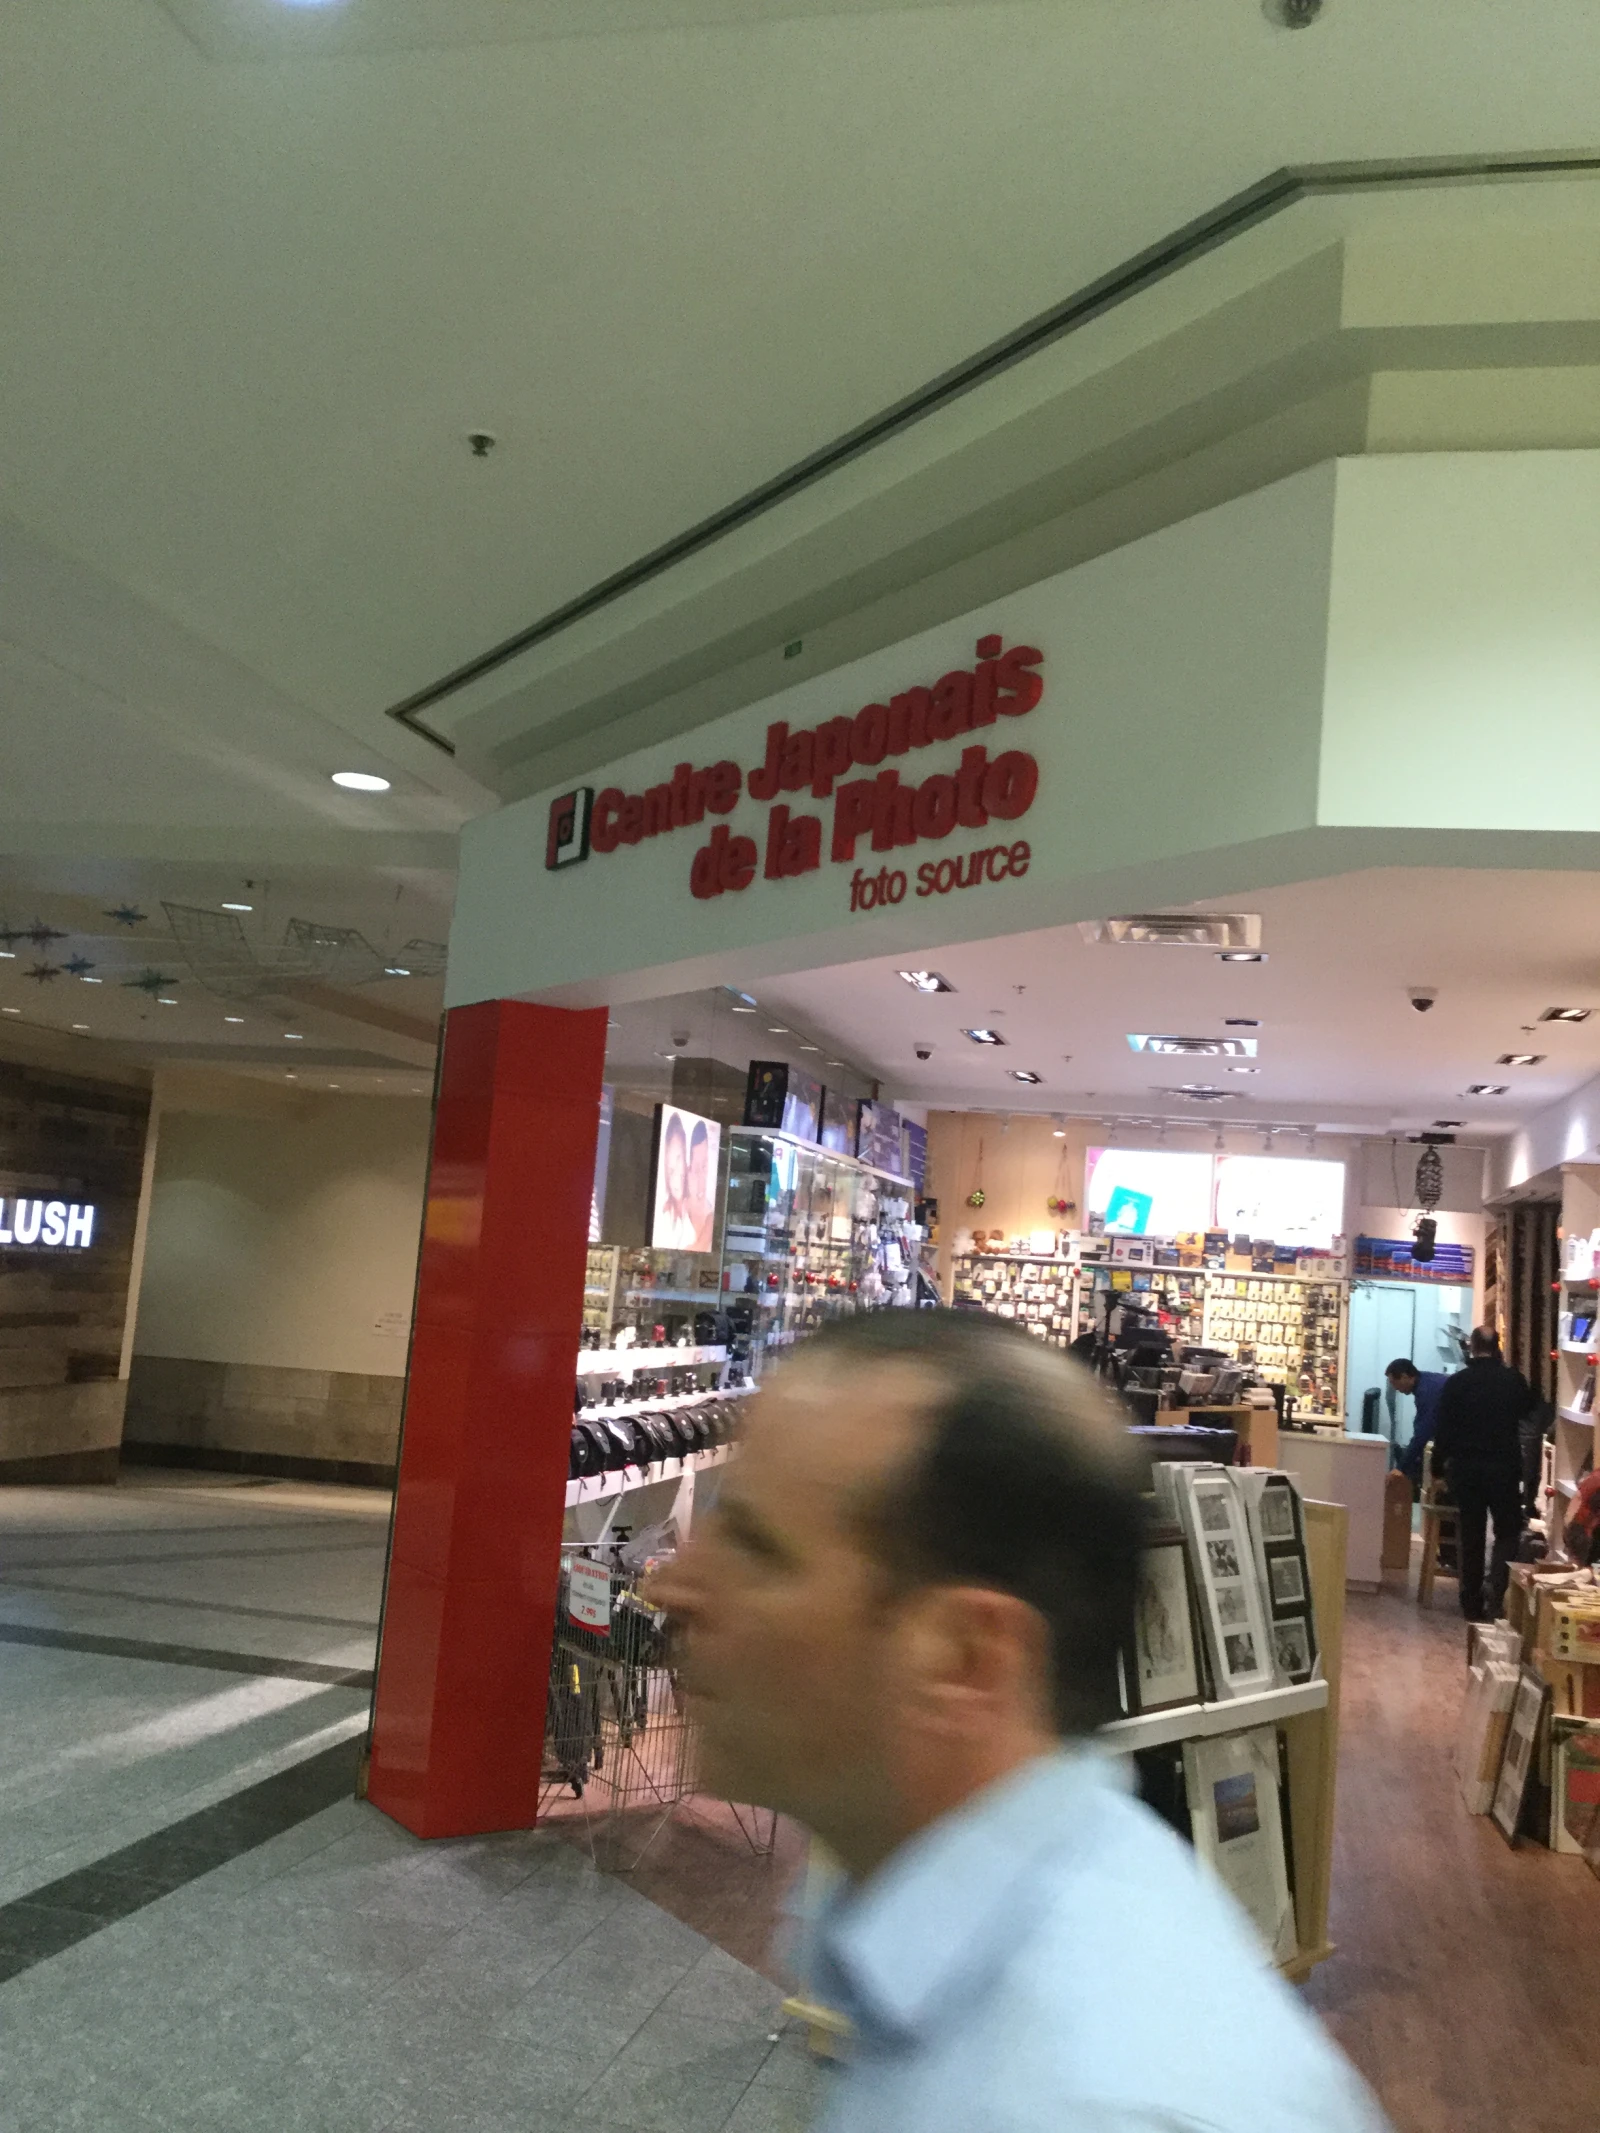 Centre Japonais
de la Photo
foto source
LUSH